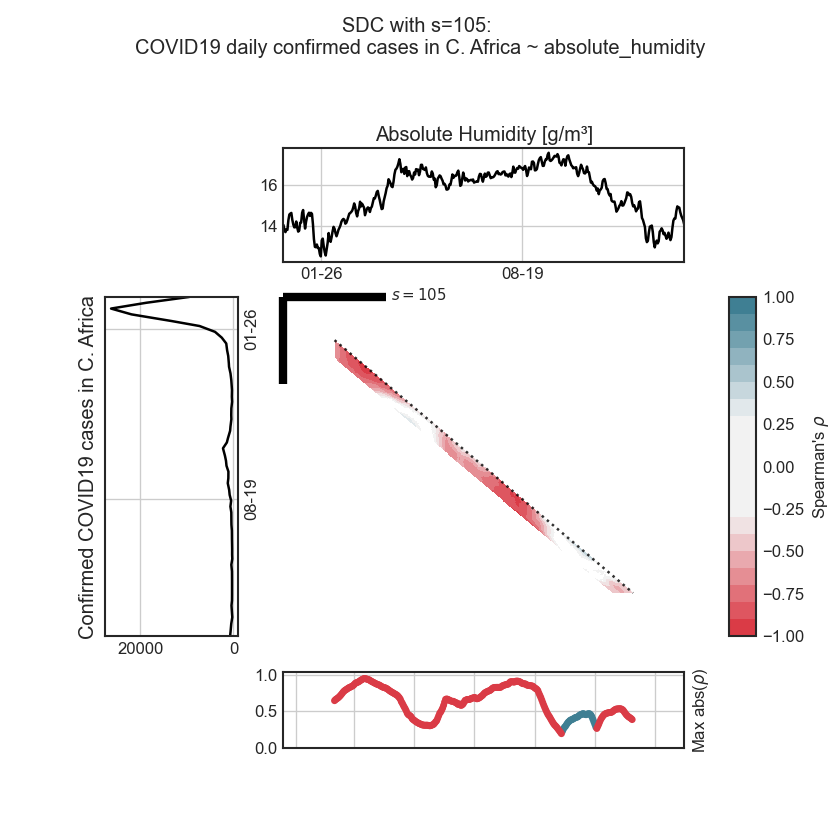 SDC with s=105:
COVID19 daily confirmed cases in C. Africa ~ absolute_humidity
Absolute Humidity [g/m³]
16
14
01-26
08-19
s = 105
Confirmed COVID19 cases in C. Africa
01-26
08-19
20000
0
1.00
0.75
0.50
0.25
0.00
−0.25
−0.50
−0.75
−1.00
Spearman's ρ
1.0
0.5
0.0
Max abs(ρ)